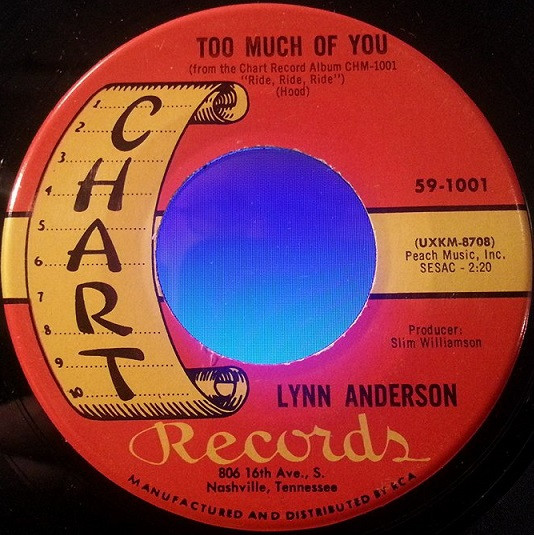 TOO MUCH OF YOU
(from the Chart Record Album CHM-1001
"Ride, Ride, Ride")
(Hood)
1.
2.
3.
4.
5.
6.
7
8
9.
10.
CHART
59-1001
(UXKM-8708)
Peach Music, Inc.
SESAC - 2:20
Producer:
Slim Williamson
LYNN ANDERSON
Records
806 16th Ave., S.
Nashville, Tennessee
MANUFACTURED AND DISTRIBUTED BY RCA